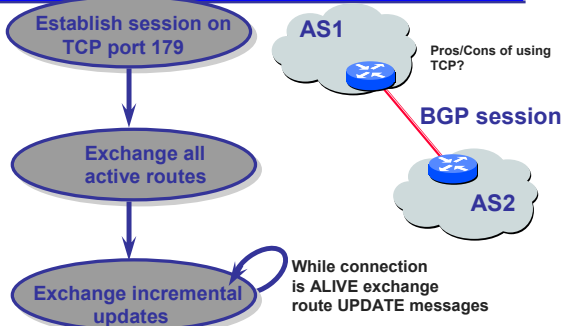 Establish session on
TCP port 179
AS1
Pros/Cons of using
TCP?
BGP session
Exchange all
active routes
AS2
While connection
is ALIVE exchange
route UPDATE messages
Exchange incremental
updates